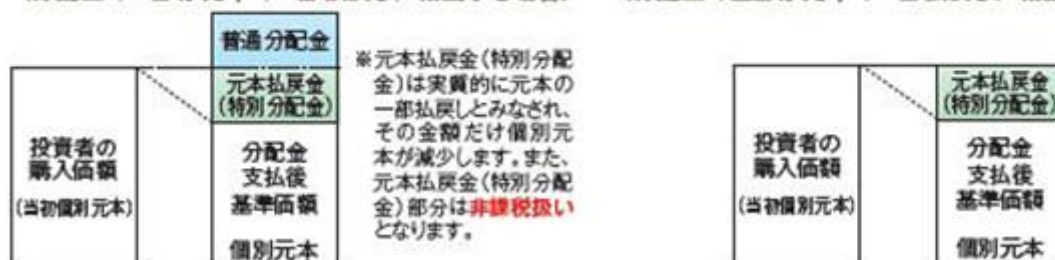 普通分配金
元本払戻金
(特別分配金)
投資者の
購入価額
(当初個別元本)
分配金
支払後
基準価額
個別元本
※元本払戻金(特別分配
金)は実質的に元本の
一部払戻しとみなされ、
その金額だけ個別元
本が減少します。また、
元本払戻金(特別分配
金)部分は非課税扱い
となります。
元本払戻金
(特別分配金)
投資者の
購入価額
(当初個別元本)
分配金
支払後
基準価額
個別元本